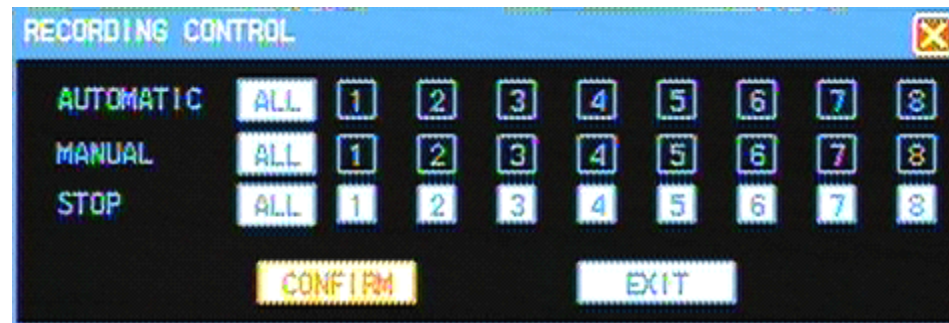 RECORDING CONTROL
AUTOMATIC ALL 1 2 3 4 5 6 7 8
MANUAL ALL 1 2 3 4 5 6 7 8
STOP ALL 1 2 3 4 5 6 7 8
CONFIRM EXIT